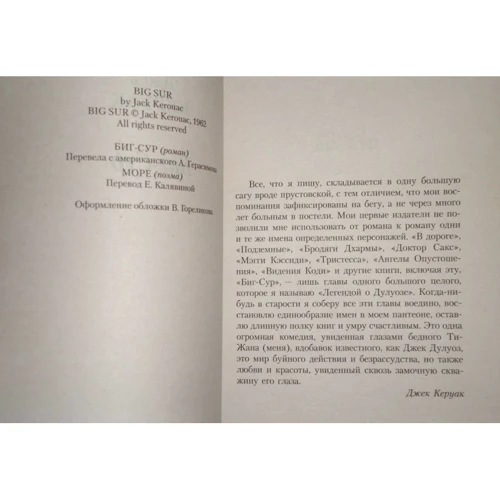 BIG SUR
by Jack Kerouac
BIG SUR © Jack Kerouac, 1962
All rights reserved
БИГ-СУР (роман)
Перевела с американского А. Герасимова
МОРЕ (поэма)
Перевод Е. Калявиной
Оформление обложки В. Гореликова
Все, что я пишу, складывается в одну большую
сагу вроде прустовской, с тем отличием, что мои вос-
поминания зафиксированы на бегу, а не через много
лет больным в постели. Мои первые издатели не по-
зволили мне использовать от романа к роману одни
и те же имена определенных персонажей. «В дороге»,
«Подземные», «Бродяги Дхармы», «Доктор Сакс»,
«Мэгги Кэссиди», «Тристесса», «Ангелы Опустоше-
ния», «Видения Коди» и другие книги, включая эту,
«Биг-Сур», — лишь главы одного большого целого,
которое я называю «Легендой о Дулуозе». Когда-ни-
будь в старости я соберу все эти главы воедино, вос-
становлю единообразие имен в моем пантеоне, остав-
лю длинную полку книг и умру счастливым. Это одна
огромная комедия, увиденная глазами бедного Ти-
Жана (меня), вдобавок известного, как Джек Дулуоз,
это мир буйного действия и безрассудства, но также
любви и красоты, увиденный сквозь замочную сква-
жину его глаза.
Джек Керуак